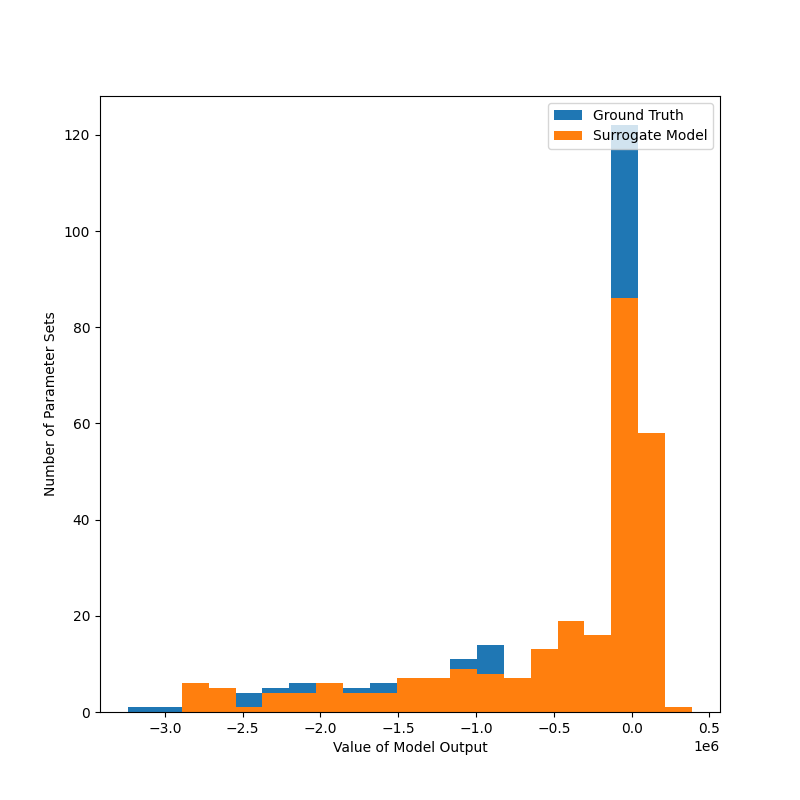 Ground Truth
Surrogate Model
120
100
80
60
40
20
0
Number of Parameter Sets
−3.0 −2.5 −2.0 −1.5 −1.0 −0.5 0.0 0.5
1e6
Value of Model Output